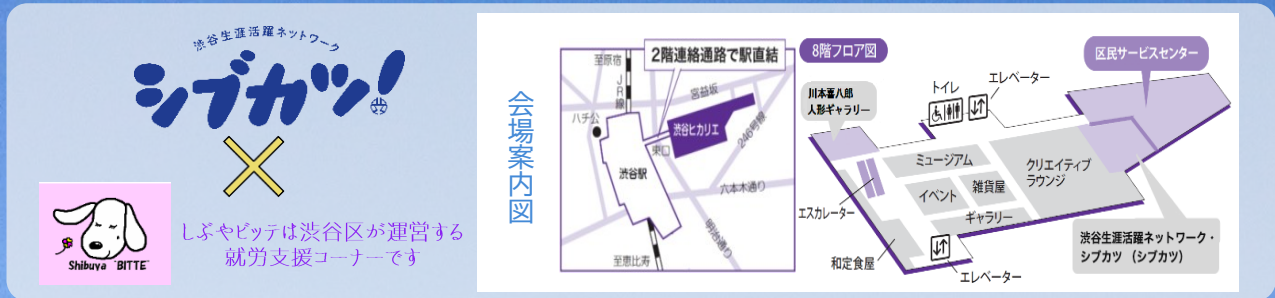 渋谷生涯活躍ネットワーク
シブカツ!
×
Shibuya "BITTE"
しぶやビッテは渋谷区が運営する
就労支援コーナーです
会場案内図
2階連絡通路で駅直結
至原宿
JR線
宮益坂
ハチ公
渋谷ヒカリエ
東口
246号線
渋谷駅
六本木通り
明治通り
至恵比寿
8階フロア図
区民サービスセンター
川本喜八郎
人形ギャラリー
トイレ
エレベーター
ミュージアム
クリエイティブ
ラウンジ
イベント
雑貨屋
ギャラリー
エスカレーター
和定食屋
エレベーター
渋谷生涯活躍ネットワーク・
シブカツ (シブカツ)